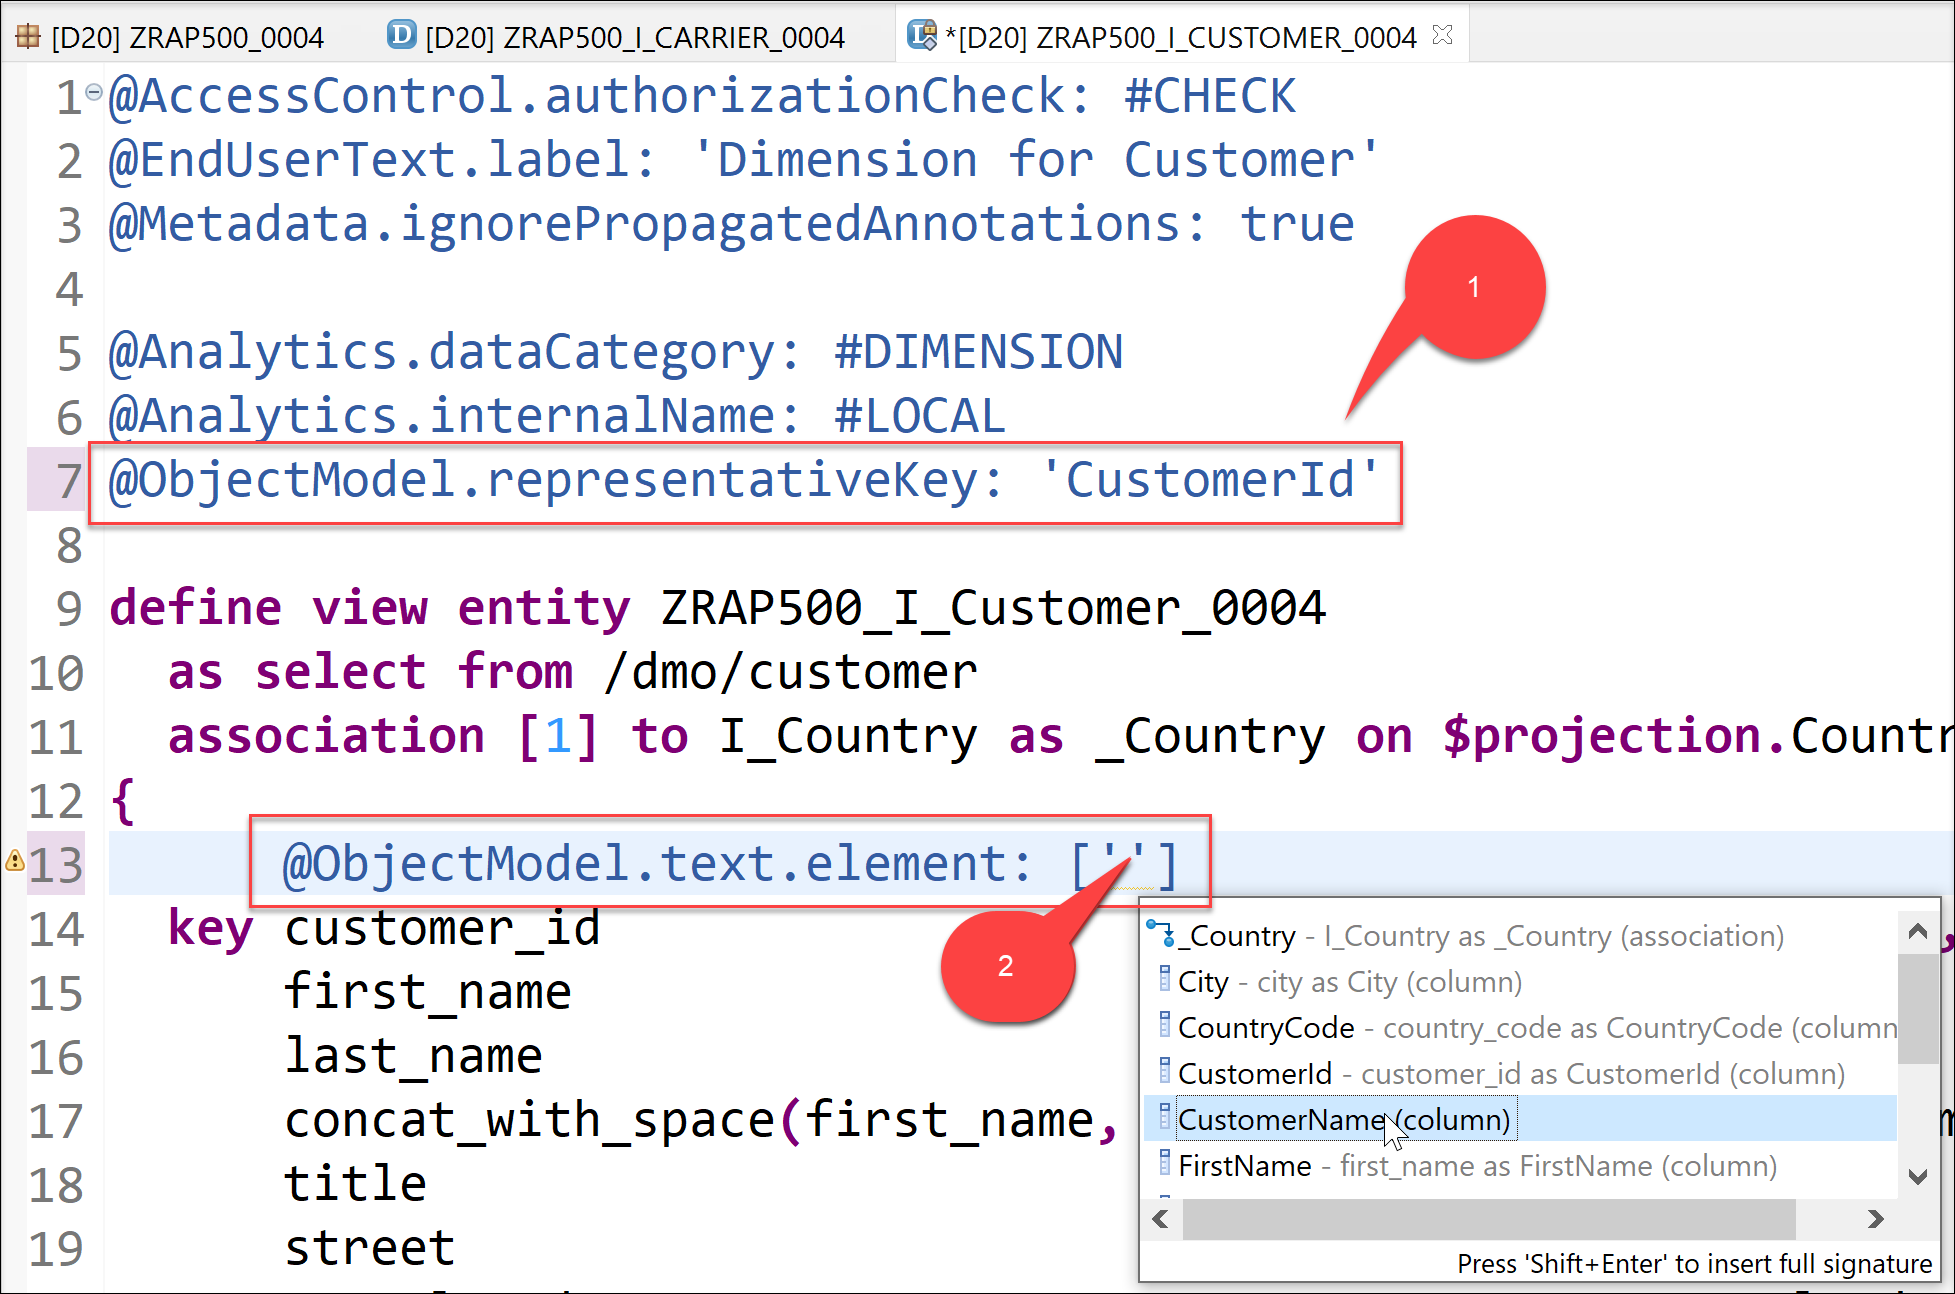 [D20] ZRAP500_0004 [D20] ZRAP500_I_CARRIER_0004 *[D20] ZRAP500_I_CUSTOMER_0004
1 @AccessControl.authorizationCheck: #CHECK
2 @EndUserText.label: 'Dimension for Customer'
3 @Metadata.ignorePropagatedAnnotations: true
1
4
5 @Analytics.dataCategory: #DIMENSION
6 @Analytics.internalName: #LOCAL
7 @ObjectModel.representativeKey: 'CustomerId'
8
9 define view entity ZRAP500_I_Customer_0004
10 as select from /dmo/customer
11 association [1] to I_Country as _Country on $projection.Countr
12 {
13 @ObjectModel.text.element: ['']
14 key customer_id
2
15 first_name
16 last_name
17 concat_with_space(first_name,
18 title
19 street
_Country - I_Country as _Country (association)
City - city as City (column)
CountryCode - country_code as CountryCode (column
CustomerId - customer_id as CustomerId (column)
CustomerName (column)
FirstName - first_name as FirstName (column)
Press 'Shift+Enter' to insert full signature